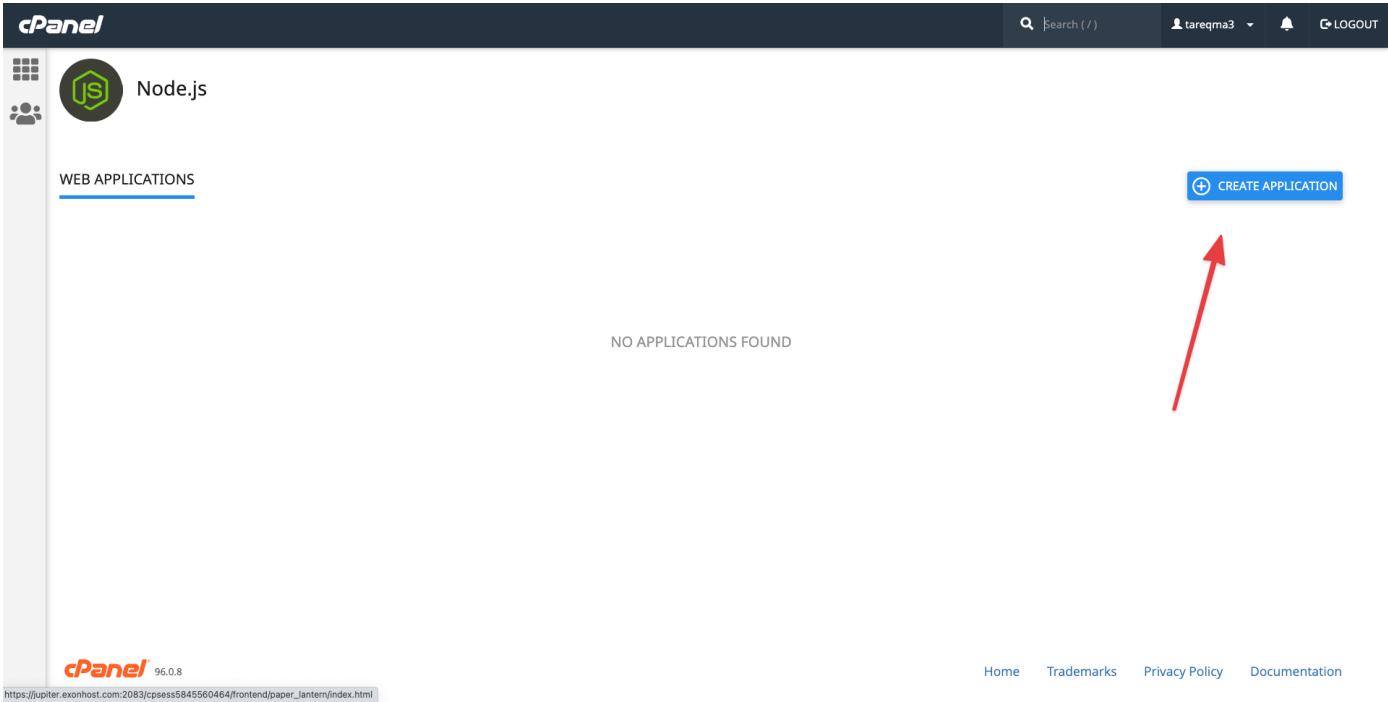 cPanel
Search ( / )
tareqma3
LOGOUT
JS
Node.js
WEB APPLICATIONS
CREATE APPLICATION
NO APPLICATIONS FOUND
cPanel 96.0.8
Home Trademarks Privacy Policy Documentation
https://jupiter.exonhost.com:2083/cpsess5845560464/frontend/paper_lantern/index.html